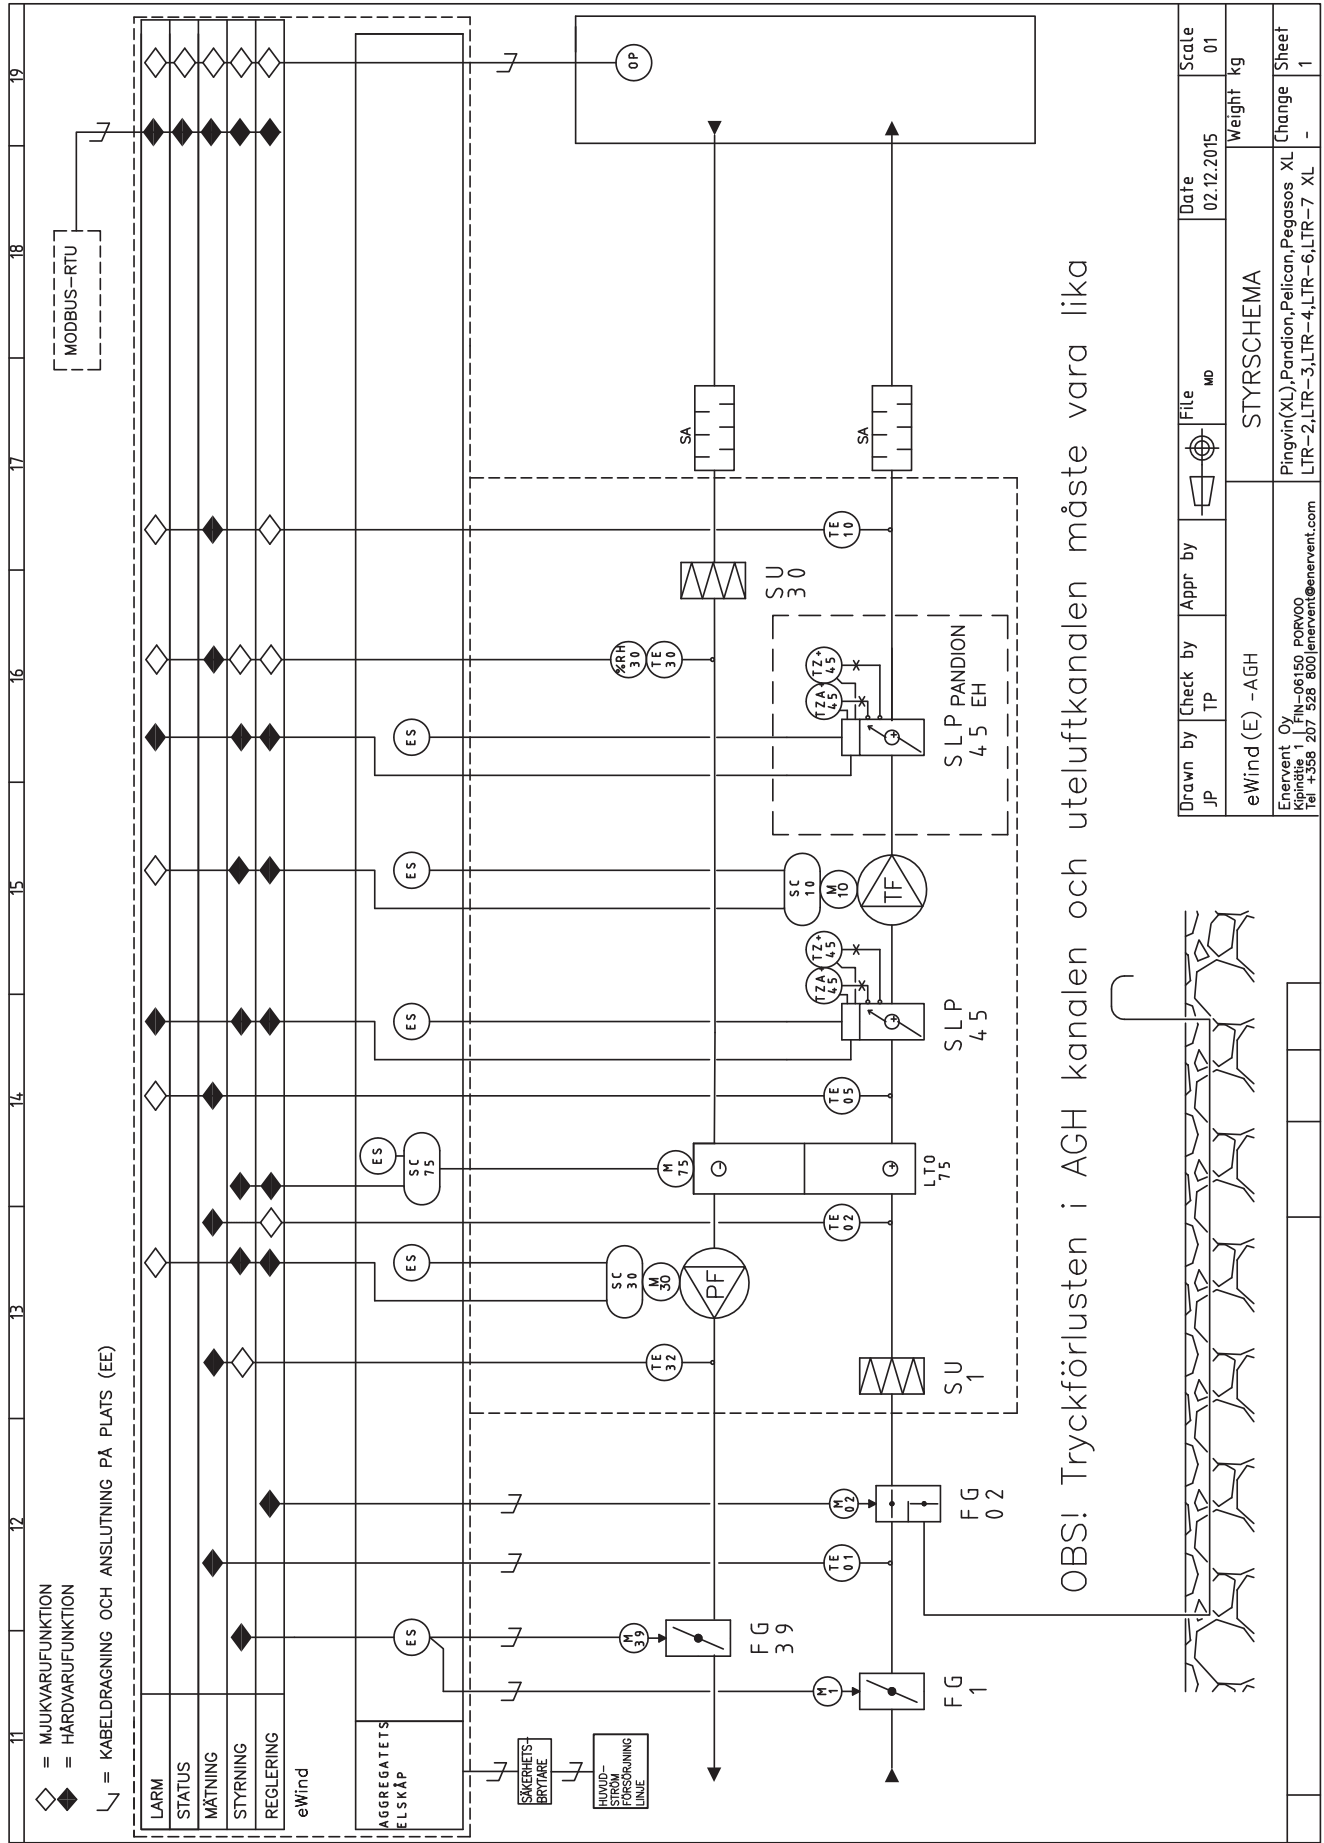 11
12
13
14
15
16
17
18
19
= MJUKVARUFUNKTION
= HÅRDVARUFUNKTION
= KABELDRAGNING OCH ANSLUTNING PÅ PLATS (EE)
MODBUS-RTU
LARM
STATUS
MÄTNING
STYRNING
REGLERING
eWind
AGGREGATETS
ELSKÅP
SÄKERHETS-
BRYTARE
HUVUD-
STRÖM
FÖRSÖRJNING
LINJE
ES
ES
ES
SC
75
ES
ES
ES
OP
M
39
FG
39
TE
32
SC
30
M
30
PF
M
75
%RH
30
TE
30
SU
30
SA
M
1
FG
1
TE
01
M
02
FG
02
SU
1
TE
02
LTO
75
TE
05
TZA
45
TZ+
45
SLP
45
SC
10
M
10
TF
TZA
45
TZ+
45
SLP
45
PANDION
EH
TE
10
SA
OBS! Tryckförlusten i AGH kanalen och uteluftkanalen måste vara lika
Drawn by
JP
Check by
TP
Appr by
File
MD
Date
02.12.2015
Scale
01
eWind (E) -AGH
STYRSCHEMA
Weight kg
Enervent Oy
Kipinätie 1 | FIN-06150 PORVOO
Tel +358 207 528 800|enervent@enervent.com
Pingvin(XL),Pandion,Pelican,Pegasos XL
LTR-2,LTR-3,LTR-4,LTR-6,LTR-7 XL
Change
-
Sheet
1